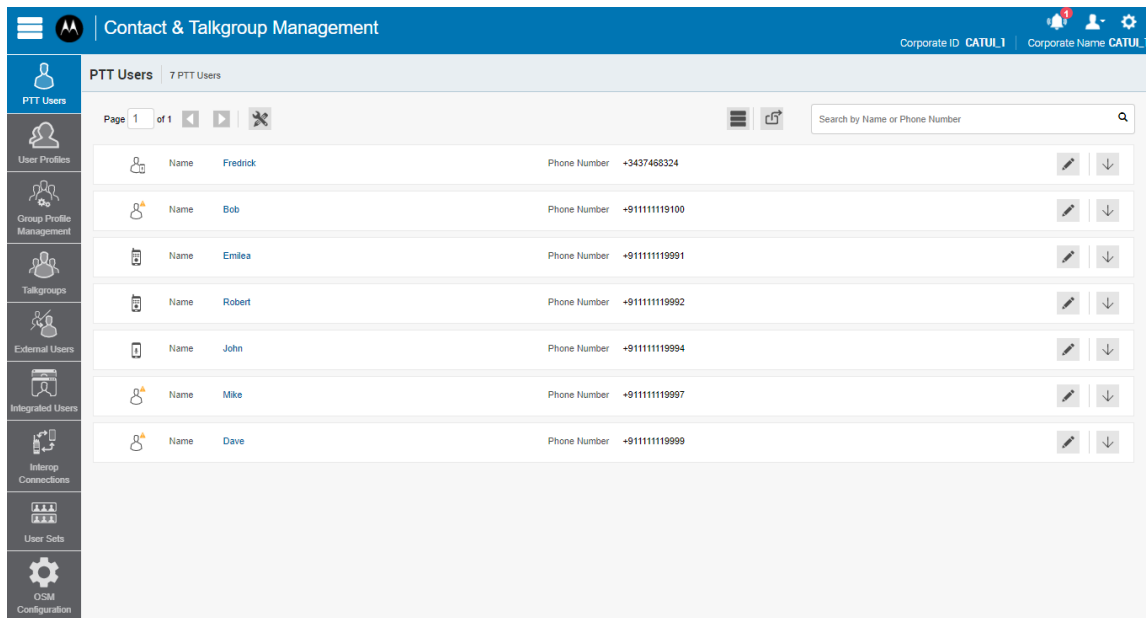 1
Contact & Talkgroup Management
Corporate ID CATUI_1 Corporate Name CATUI_1
PTT Users
PTT Users 7 PTT Users
Page 1 of 1
Search by Name or Phone Number
User Profiles
Group Profile
Management
Talkgroups
External Users
Integrated Users
Interop
Connections
User Sets
OSM
Configuration
Name Fredrick Phone Number +3437468324
Name Bob Phone Number +911111119100
Name Emilea Phone Number +911111119991
Name Robert Phone Number +911111119992
Name John Phone Number +911111119994
Name Mike Phone Number +911111119997
Name Dave Phone Number +911111119999